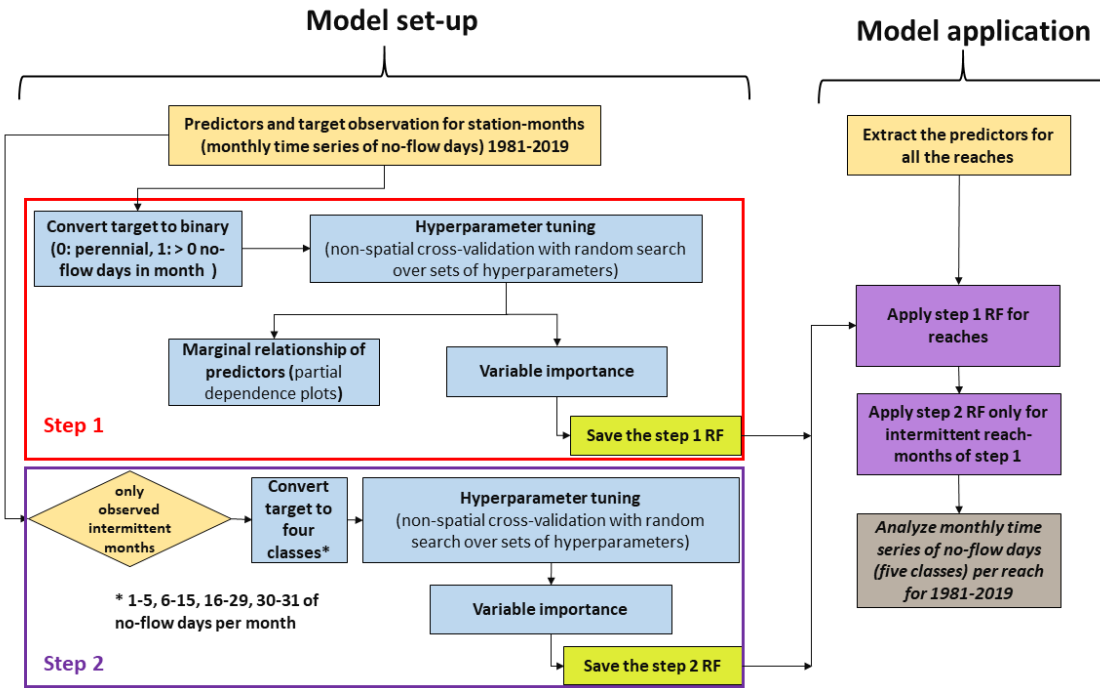 Model set-up
Model application
Predictors and target observation for station-months
(monthly time series of no-flow days) 1981-2019
Extract the predictors for
all the reaches
Convert target to binary
(0: perennial, 1: > 0 no-
flow days in month )
Hyperparameter tuning
(non-spatial cross-validation with random search
over sets of hyperparameters)
Marginal relationship of
predictors (partial
dependence plots)
Variable importance
Step 1
Save the step 1 RF
Apply step 1 RF for
reaches
Apply step 2 RF only for
intermittent reach-
months of step 1
Analyze monthly time
series of no-flow days
(five classes) per reach
for 1981-2019
only
observed
intermittent
months
Convert
target to
four
classes*
Hyperparameter tuning
(non-spatial cross-validation with random
search over sets of hyperparameters)
* 1-5, 6-15, 16-29, 30-31 of
no-flow days per month
Variable importance
Step 2
Save the step 2 RF